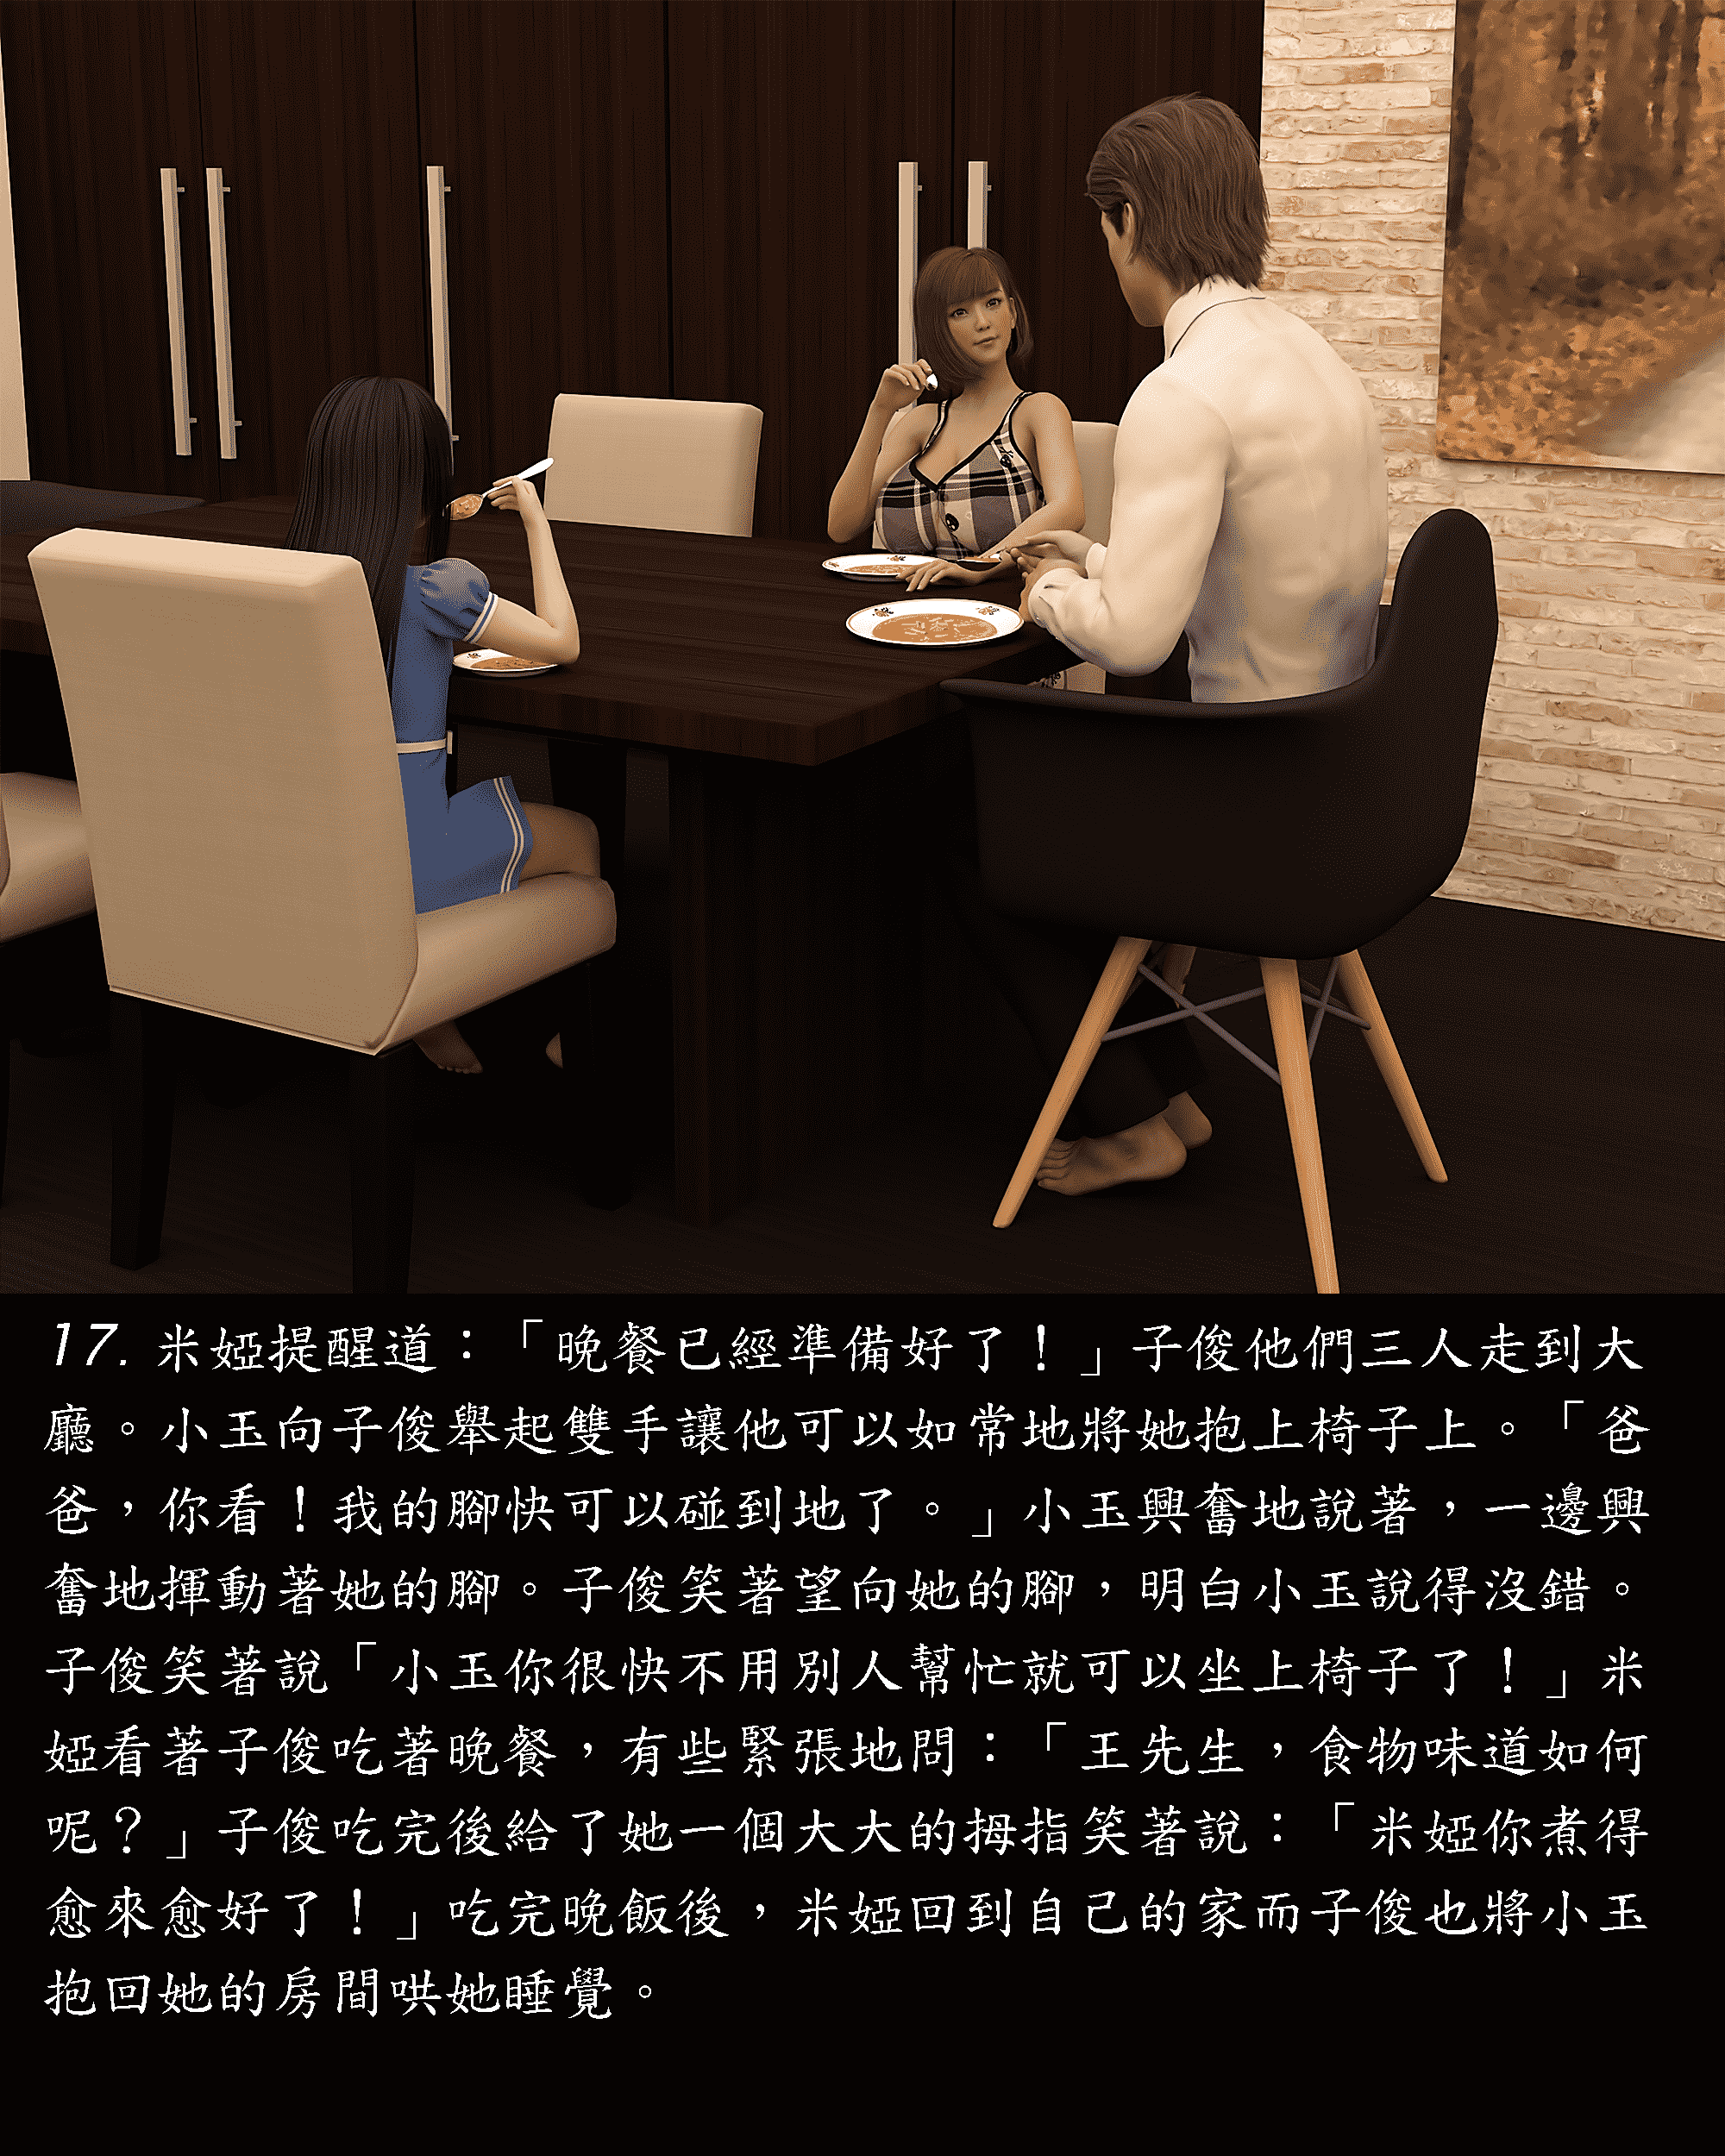 17. 米婭提醒道：「晚餐已經準備好了！」子俊他們三人走到大
廳。小玉向子俊舉起雙手讓他可以如常地將她抱上椅子上。「爸
爸，你看！我的腳快可以碰到地了。」小玉興奮地說著，一邊興
奮地揮動著她的腳。子俊笑著望向她的腳，明白小玉說得沒錯。
子俊笑著說「小玉你很快不用別人幫忙就可以坐上椅子了！」米
婭看著子俊吃著晚餐，有些緊張地問：「王先生，食物味道如何
呢？」子俊吃完後給了她一個大大的拇指笑著說：「米婭你煮得
愈來愈好了！」吃完晚飯後，米婭回到自己的家而子俊也將小玉
抱回她的房間哄她睡覺。